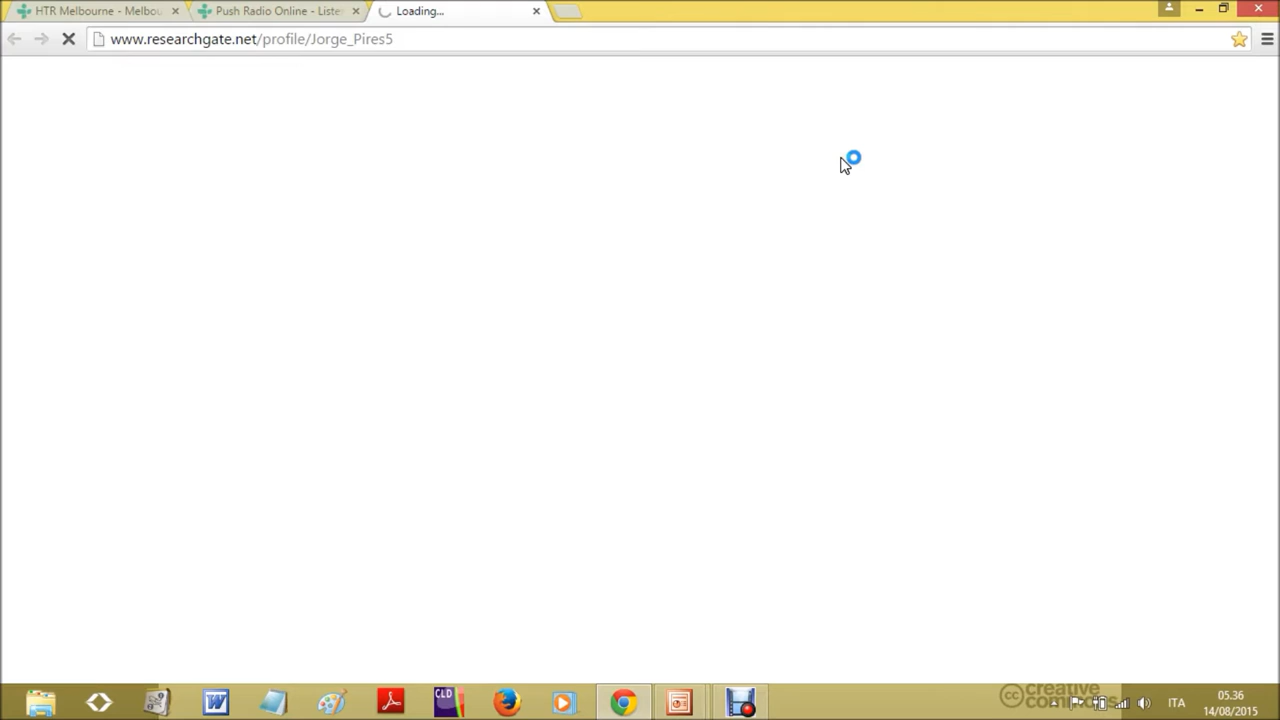 HTR Melbourne - Melbou
Push Radio Online - Liste
Loading...
www.researchgate.net/profile/Jorge_Pires5
CLD
cc creative commons
ITA
05.36
14/08/2015